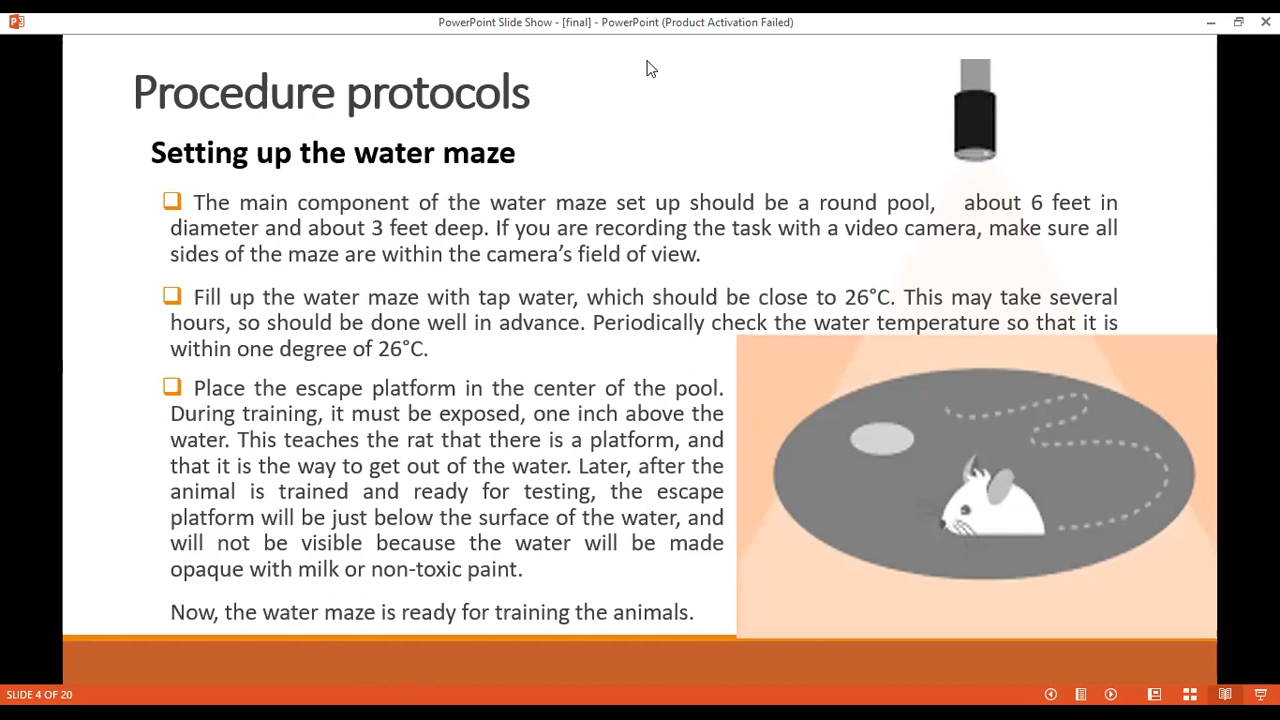 PowerPoint Slide Show - [final] - PowerPoint (Product Activation Failed)
Procedure protocols
Setting up the water maze
The main component of the water maze set up should be a round pool, about 6 feet in
diameter and about 3 feet deep. If you are recording the task with a video camera, make sure all
sides of the maze are within the camera's field of view.
Fill up the water maze with tap water, which should be close to 26°C. This may take several
hours, so should be done well in advance. Periodically check the water temperature so that it is
within one degree of 26°C.
Place the escape platform in the center of the pool.
During training, it must be exposed, one inch above the
water. This teaches the rat that there is a platform, and
that it is the way to get out of the water. Later, after the
animal is trained and ready for testing, the escape
platform will be just below the surface of the water, and
will not be visible because the water will be made
opaque with milk or non-toxic paint.
Now, the water maze is ready for training the animals.
SLIDE 4 OF 20